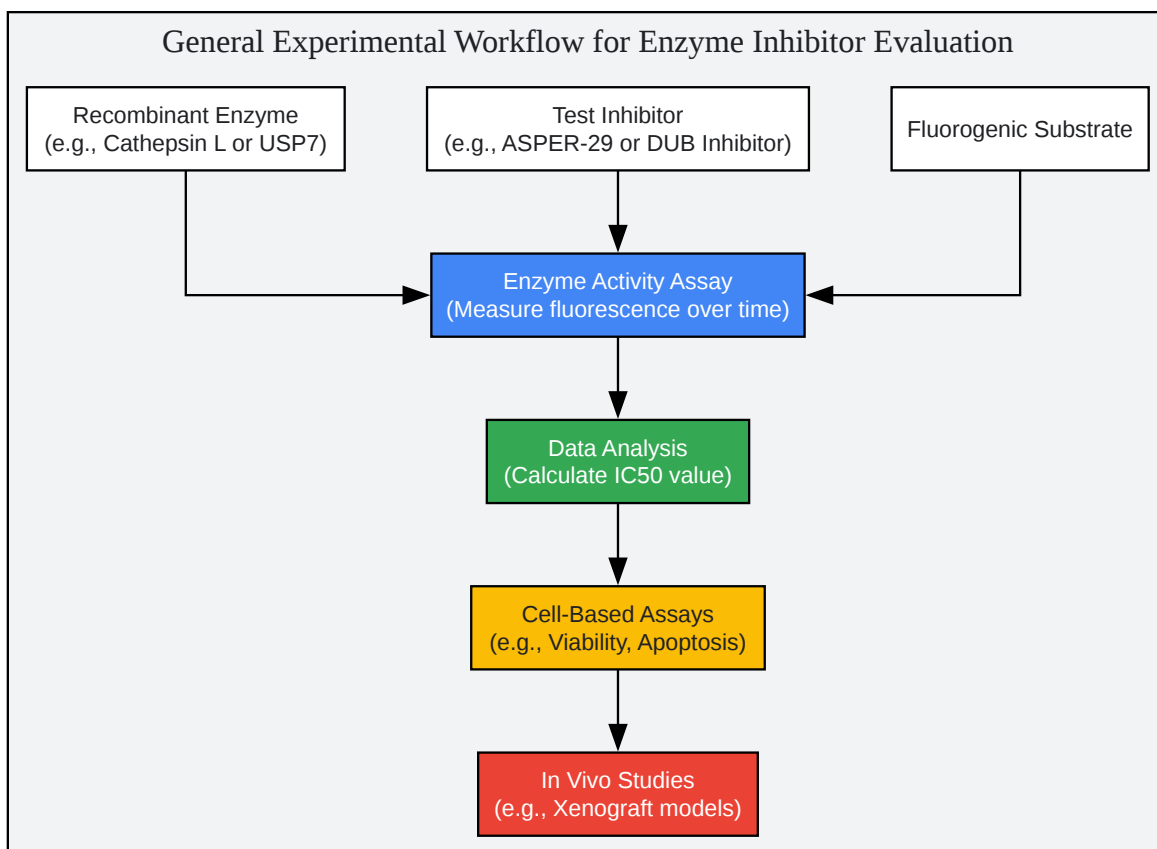 General Experimental Workflow for Enzyme Inhibitor Evaluation
Recombinant Enzyme
(e.g., Cathepsin L or USP7)
Test Inhibitor
(e.g., ASPER-29 or DUB Inhibitor)
Fluorogenic Substrate
Enzyme Activity Assay
(Measure fluorescence over time)
Data Analysis
(Calculate IC50 value)
Cell-Based Assays
(e.g., Viability, Apoptosis)
In Vivo Studies
(e.g., Xenograft models)